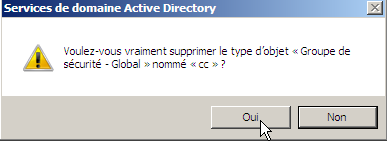 Services de domaine Active Directory
Voulez-vous vraiment supprimer le type d'objet « Groupe de
sécurité - Global » nommé « cc » ?
Oui
Non